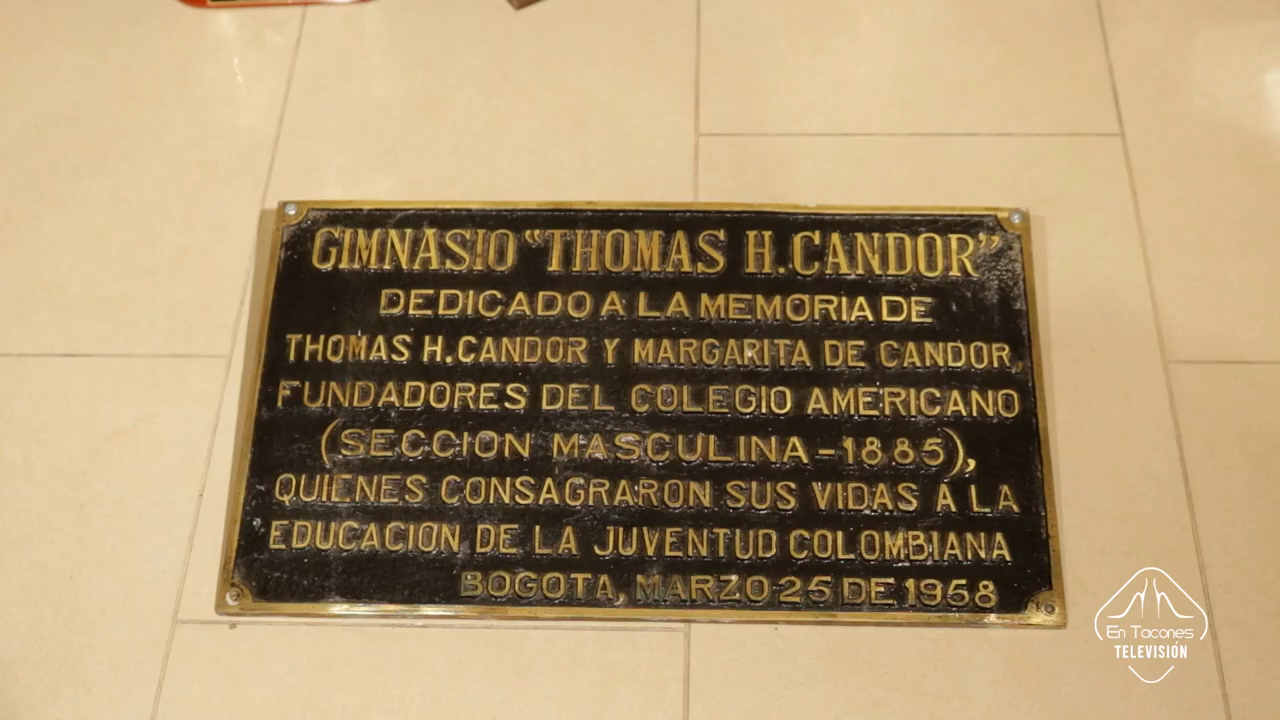 GIMNASIO "THOMAS H. CANDOR"
DEDICADO A LA MEMORIA DE
THOMAS H. CANDOR Y MARGARITA DE CANDOR,
FUNDADORES DEL COLEGIO AMERICANO
(SECCION MASCULINA - 1885),
QUIENES CONSAGRARON SUS VIDAS A LA
EDUCACION DE LA JUVENTUD COLOMBIANA
BOGOTA, MARZO 25 DE 1958
En Tacones
TELEVISIÓN